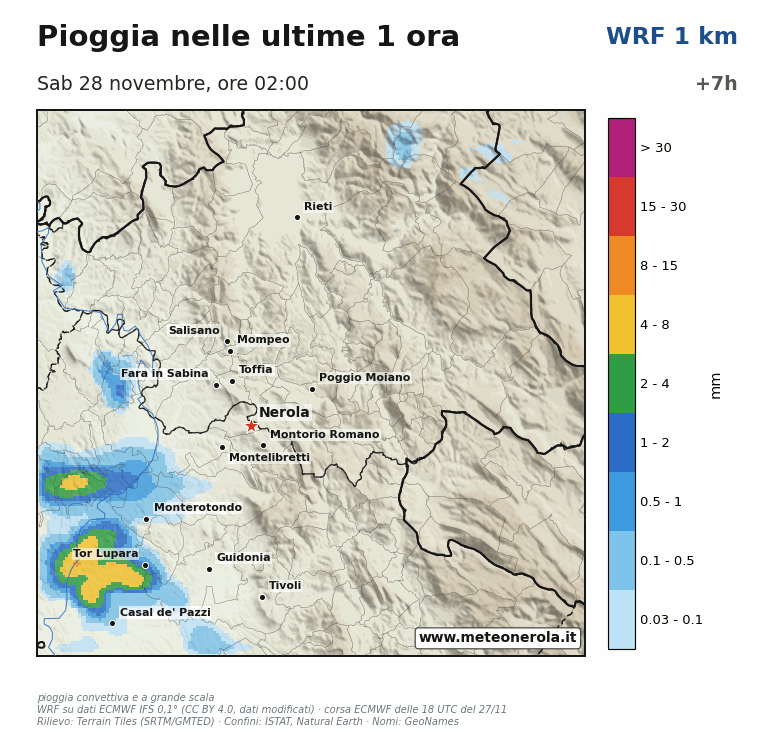 Pioggia nelle ultime 1 ora
WRF 1 km
Sab 28 novembre, ore 02:00
+7h
> 30
15 - 30
8 - 15
4 - 8
2 - 4
1 - 2
0.5 - 1
0.1 - 0.5
0.03 - 0.1
mm
Rieti
Salisano
Mompeo
Toffia
Fara in Sabina
Poggio Moiano
Nerola
Montorio Romano
Montelibretti
Monterotondo
Tor Lupara
Guidonia
Tivoli
Casal de' Pazzi
www.meteonerola.it
pioggia convettiva e a grande scala
WRF su dati ECMWF IFS 0,1° (CC BY 4.0, dati modificati) · corsa ECMWF delle 18 UTC del 27/11
Rilievo: Terrain Tiles (SRTM/GMTED) · Confini: ISTAT, Natural Earth · Nomi: GeoNames